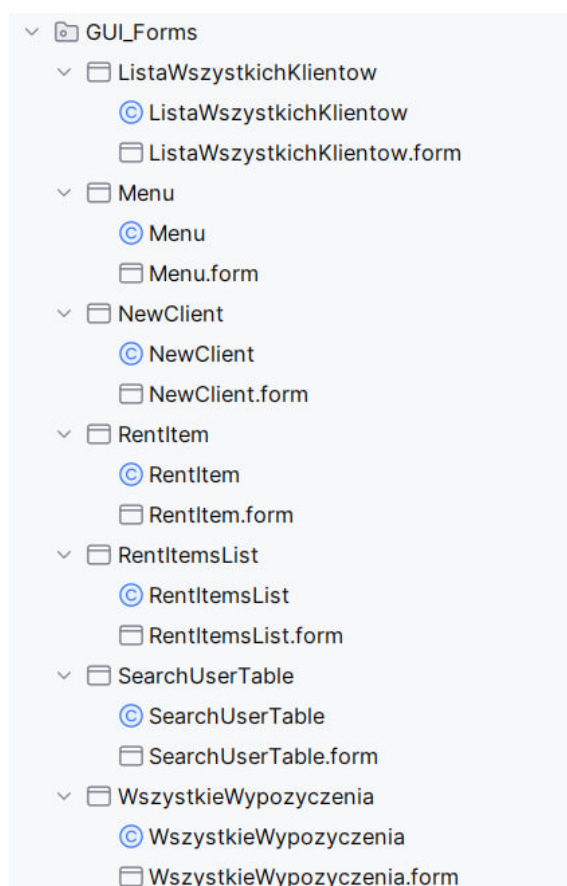 GUI_Forms
ListaWszystkichKlientow
ListaWszystkichKlientow
ListaWszystkichKlientow.form
Menu
Menu
Menu.form
NewClient
NewClient
NewClient.form
RentItem
RentItem
RentItem.form
RentItemsList
RentItemsList
RentItemsList.form
SearchUserTable
SearchUserTable
SearchUserTable.form
WszystkieWypozyczenia
WszystkieWypozyczenia
WszystkieWypozyczenia.form